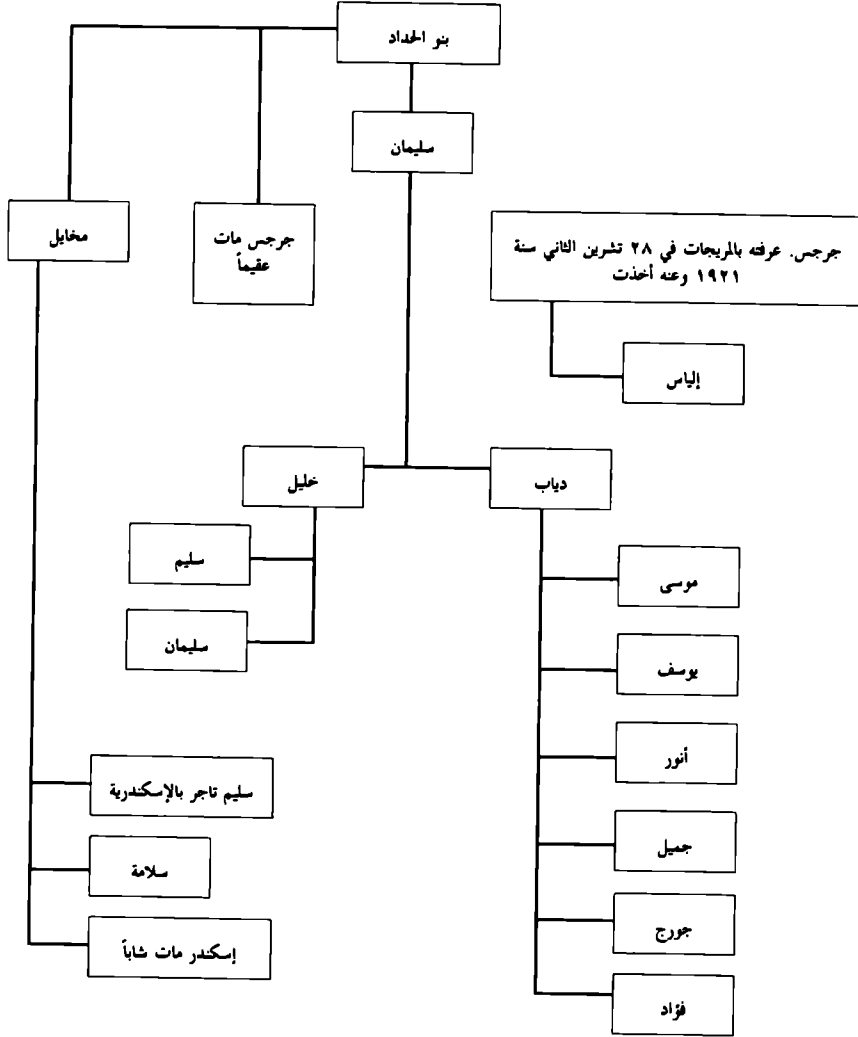 بنو الحداد
سليمان
مخايل
جرجس مات
عقيماً
جرجس. عرفته بالمريجات في ٢٨ تشرين الثاني سنة
١٩٢١ وعنه أخذت
إلياس
خليل
دياب
سليم
سليمان
موسى
يوسف
أنور
جميل
جورج
فؤاد
سليم تاجر بالإسكندرية
سلامة
إسكندر مات شاباً